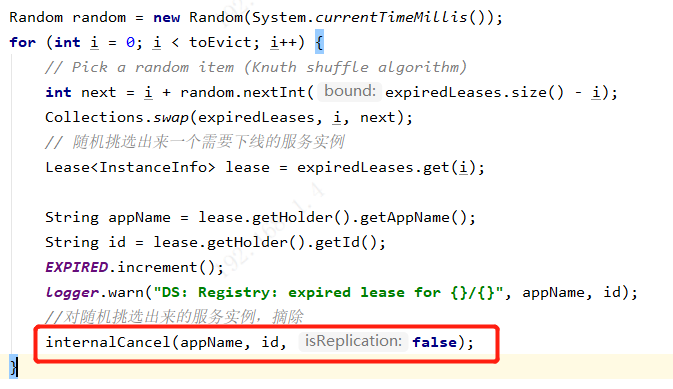 Random random = new Random(System.currentTimeMillis());
for (int i = 0; i < toEvict; i++) {
// Pick a random item (Knuth shuffle algorithm)
int next = i + random.nextInt( bound: expiredLeases.size() - i);
Collections.swap(expiredLeases, i, next);
// 随机挑选出来一个需要下线的服务实例
Lease<InstanceInfo> lease = expiredLeases.get(i);
String appName = lease.getHolder().getAppName();
String id = lease.getHolder().getId();
EXPIRED.increment();
logger.warn("DS: Registry: expired lease for {}/{}", appName, id);
//对随机挑选出来的服务实例，摘除
internalCancel(appName, id, isReplication: false);
}